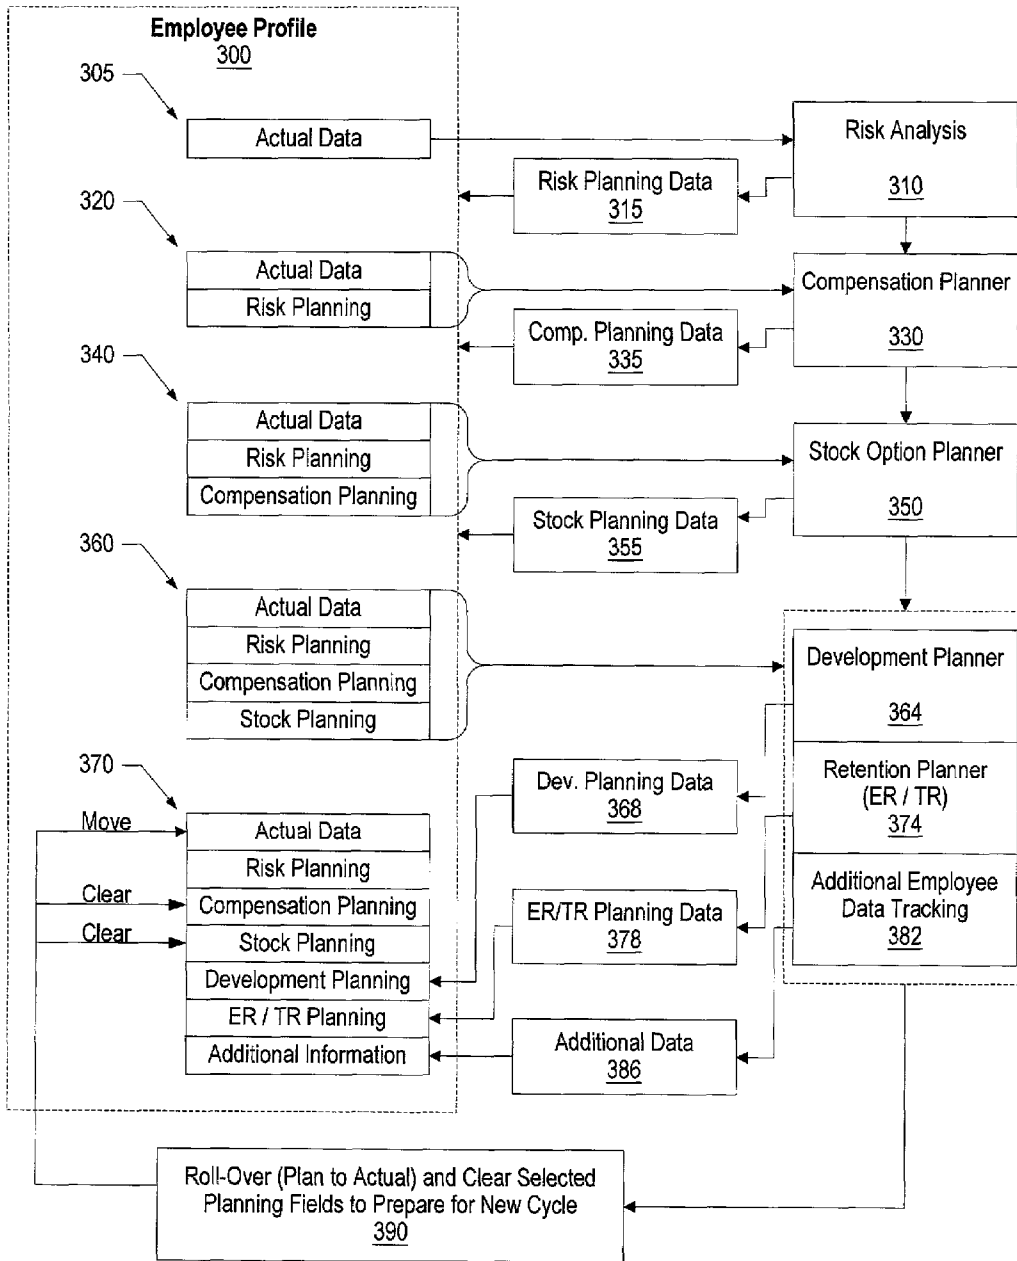 Employee Profile
300
305
Actual Data
Risk Analysis
310
Risk Planning Data
315
320
Actual Data
Risk Planning
Compensation Planner
330
Comp. Planning Data
335
340
Actual Data
Risk Planning
Compensation Planning
Stock Option Planner
350
Stock Planning Data
355
360
Actual Data
Risk Planning
Compensation Planning
Stock Planning
Development Planner
364
Retention Planner
(ER / TR)
374
Additional Employee
Data Tracking
382
Dev. Planning Data
368
ER/TR Planning Data
378
Additional Data
386
370
Move
Clear
Clear
Actual Data
Risk Planning
Compensation Planning
Stock Planning
Development Planning
ER / TR Planning
Additional Information
Roll-Over (Plan to Actual) and Clear Selected
Planning Fields to Prepare for New Cycle
390